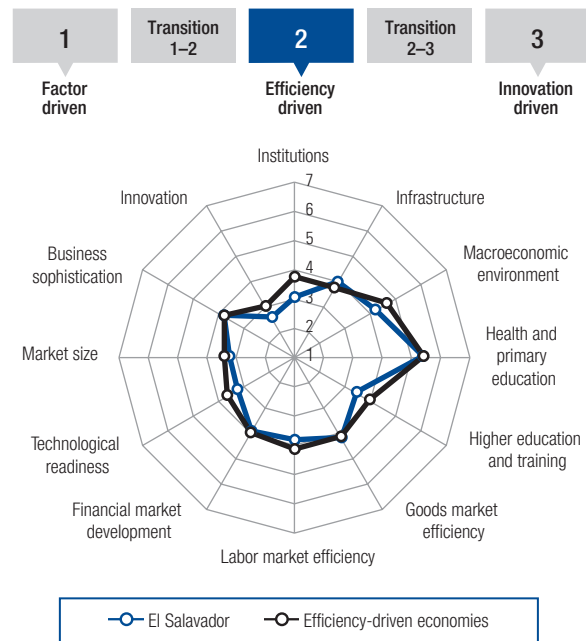 1
Transition
1–2
2
Transition
2–3
3
Factor
driven
Efficiency
driven
Innovation
driven
Institutions
Innovation
Infrastructure
Business
sophistication
Macroeconomic
environment
Market size
Health and
primary
education
Technological
readiness
Higher education
and training
Financial market
development
Goods market
efficiency
Labor market efficiency
7
6
5
4
3
2
1
El Salavador
Efficiency-driven economies